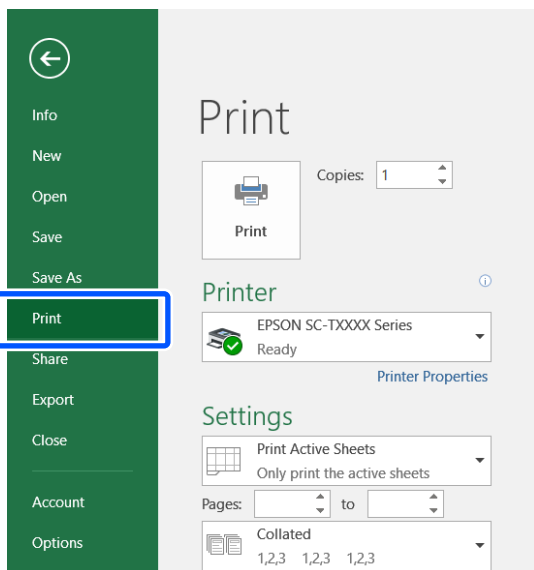 Info
New
Open
Save
Save As
Print
Share
Export
Close
Account
Options
Print
Print
Copies: 1
Printer
EPSON SC-TXXXX Series
Ready
Printer Properties
Settings
Print Active Sheets
Only print the active sheets
Pages: to
Collated
1,2,3 1,2,3 1,2,3